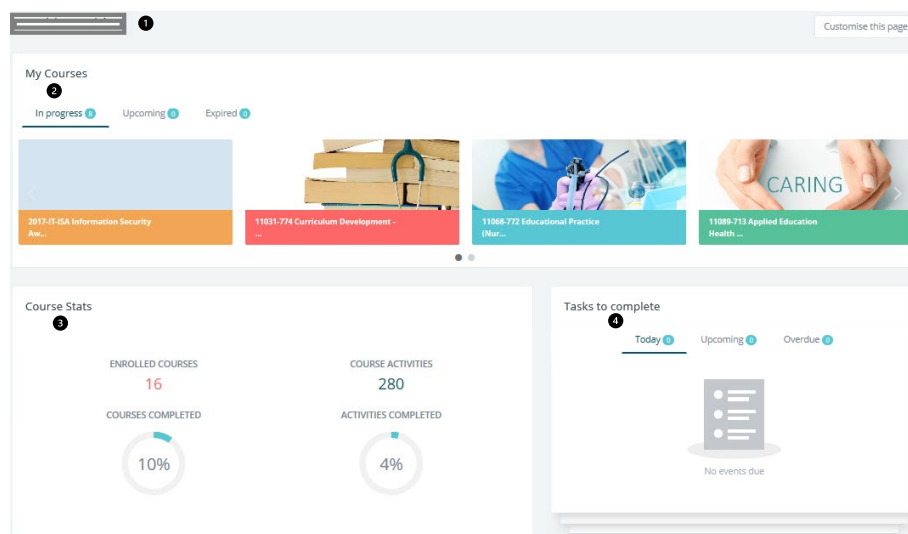 1
Customise this page
My Courses
2
In progress 8
Upcoming 0
Expired 0
CARING
2017-IT-ISA Information Security
Aw...
11031-774 Curriculum Development -
...
11068-772 Educational Practice
(Nur...
11089-713 Applied Education
Health ...
Course Stats
3
ENROLLED COURSES
16
COURSE ACTIVITIES
280
COURSES COMPLETED
10%
ACTIVITIES COMPLETED
4%
Tasks to complete
4
Today 0
Upcoming 0
Overdue 0
No events due